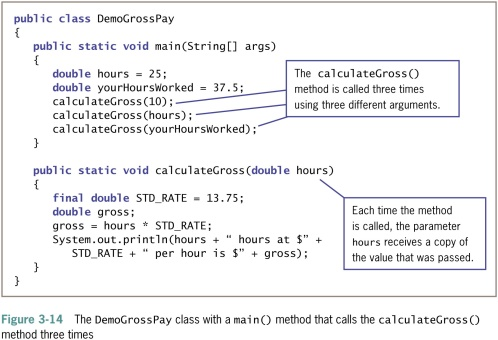 public class DemoGrossPay
{
public static void main(String[] args)
{
double hours = 25;
double yourHoursWorked = 37.5;
calculateGross(10);
calculateGross(hours);
calculateGross(yourHoursWorked);
}
The calculateGross()
method is called three times
using three different arguments.
public static void calculateGross(double hours)
{
final double STD_RATE = 13.75;
double gross;
gross = hours * STD_RATE;
System.out.println(hours + “ hours at $” +
STD_RATE + “ per hour is $” + gross);
}
}
Each time the method
is called, the parameter
hours receives a copy of
the value that was passed.
Figure 3-14 The DemoGrossPay class with a main() method that calls the calculateGross()
method three times